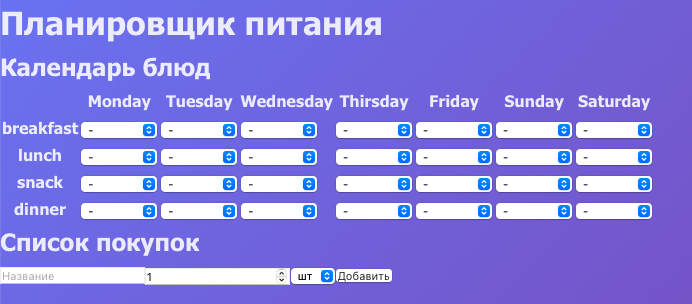 Планировщик питания
Календарь блюд
Monday Tuesday Wednesday Thirsday Friday Sunday Saturday
breakfast - - - - - - -
lunch - - - - - - -
snack - - - - - - -
dinner - - - - - - -
Список покупок
Название 1 шт Добавить